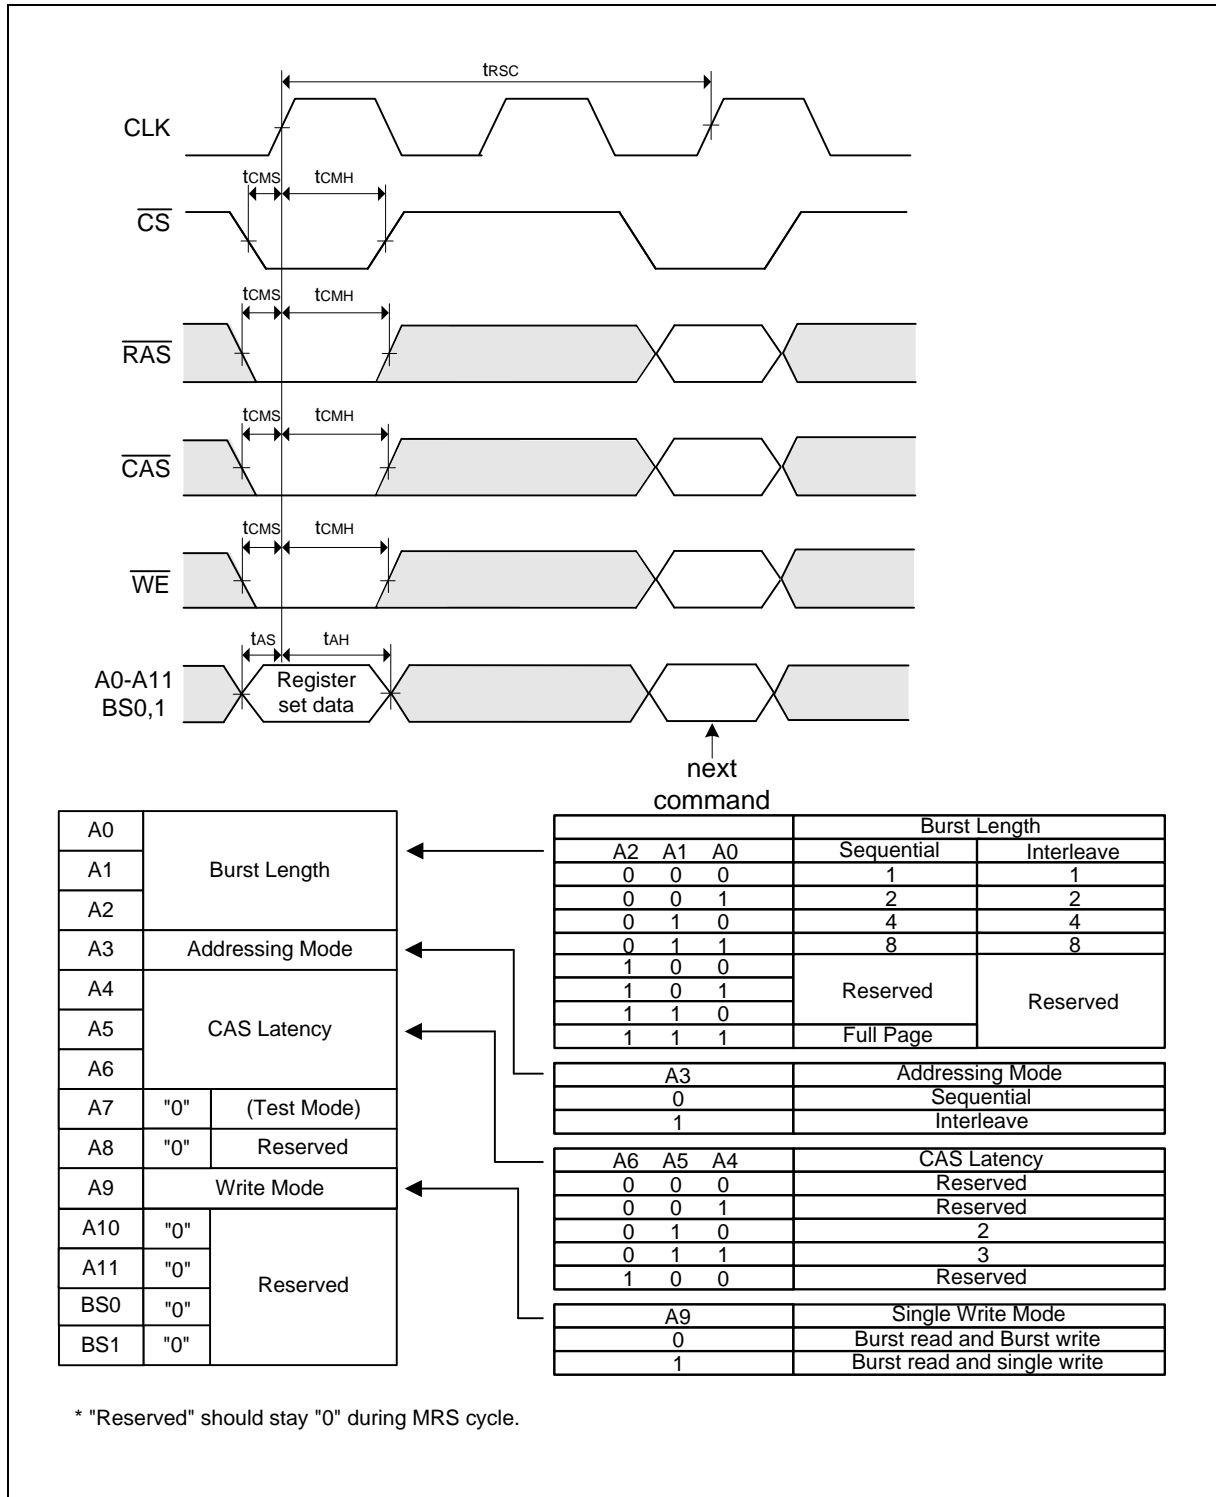 tRSC
CLK
tCMS tCMH
CS
tCMS tCMH
RAS
tCMS tCMH
CAS
tCMS tCMH
WE
tAS tAH
A0-A11
BS0,1
Register
set data
next
command
A0
A1
A2
Burst Length
A3 Addressing Mode
A4
A5
A6
CAS Latency
A7 "0" (Test Mode)
A8 "0" Reserved
A9 Write Mode
A10 "0"
A11 "0"
BS0 "0"
BS1 "0"
Reserved
Burst Length
A2 A1 A0 Sequential Interleave
0 0 0 1 1
0 0 1 2 2
0 1 0 4 4
0 1 1 8 8
1 0 0
1 0 1 Reserved Reserved
1 1 0
1 1 1 Full Page
A3 Addressing Mode
0 Sequential
1 Interleave
A6 A5 A4 CAS Latency
0 0 0 Reserved
0 0 1 Reserved
0 1 0 2
0 1 1 3
1 0 0 Reserved
A9 Single Write Mode
0 Burst read and Burst write
1 Burst read and single write
* "Reserved" should stay "0" during MRS cycle.